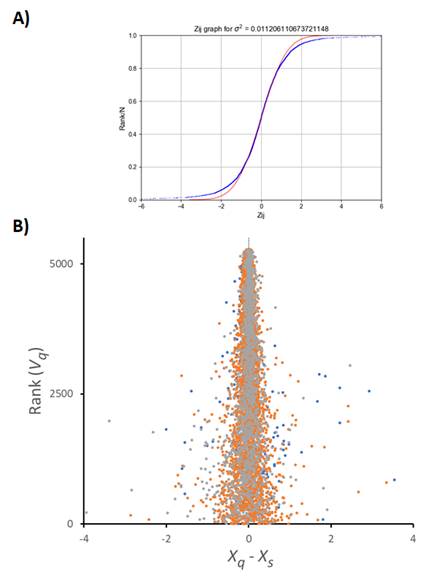 A)
Zij graph for σ² = 0.011206110673721148
Rank/N
1.0
0.8
0.6
0.4
0.2
0.0
-6 -4 -2 0 2 4 6
Zij
B)
Rank (Vq)
5000
2500
0
-4 -2 0 2 4
Xq - Xs